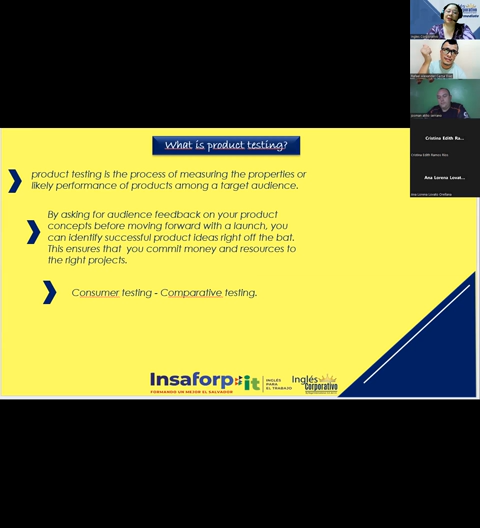 What is product testing?
product testing is the process of measuring the properties or
likely performance of products among a target audience.
By asking for audience feedback on your product
concepts before moving forward with a launch, you
can identify successful product ideas right off the bat.
This ensures that you commit money and resources to
the right projects.
Consumer testing - Comparative testing.
Insaforp
FORMANDO UN MEJOR EL SALVADOR
it
INGLÉS
PARA
EL TRABAJO
Inglés
Corporativo
Cristina Edith Ra...
Cristina Edith Ramos Rios
Ana Lorena Lovat...
Ana Lorena Lovato Orellana